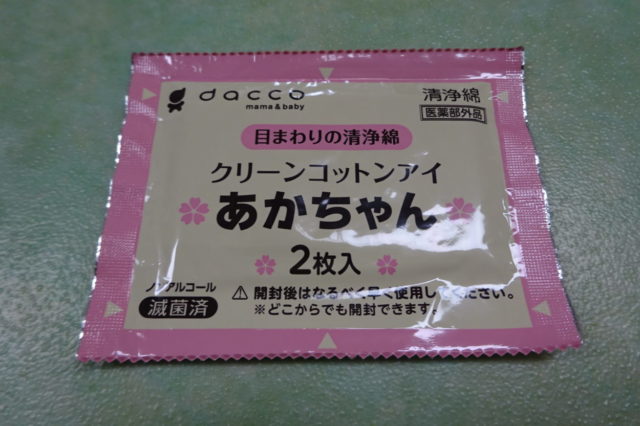 dacco
mama & baby
清浄綿
医薬部外品
目まわりの清浄綿
クリーンコットンアイ
あかちゃん
2枚入
ノンアルコール
滅菌済
⚠ 開封後はなるべく早く使用してください。
※どこからでも開封できます。